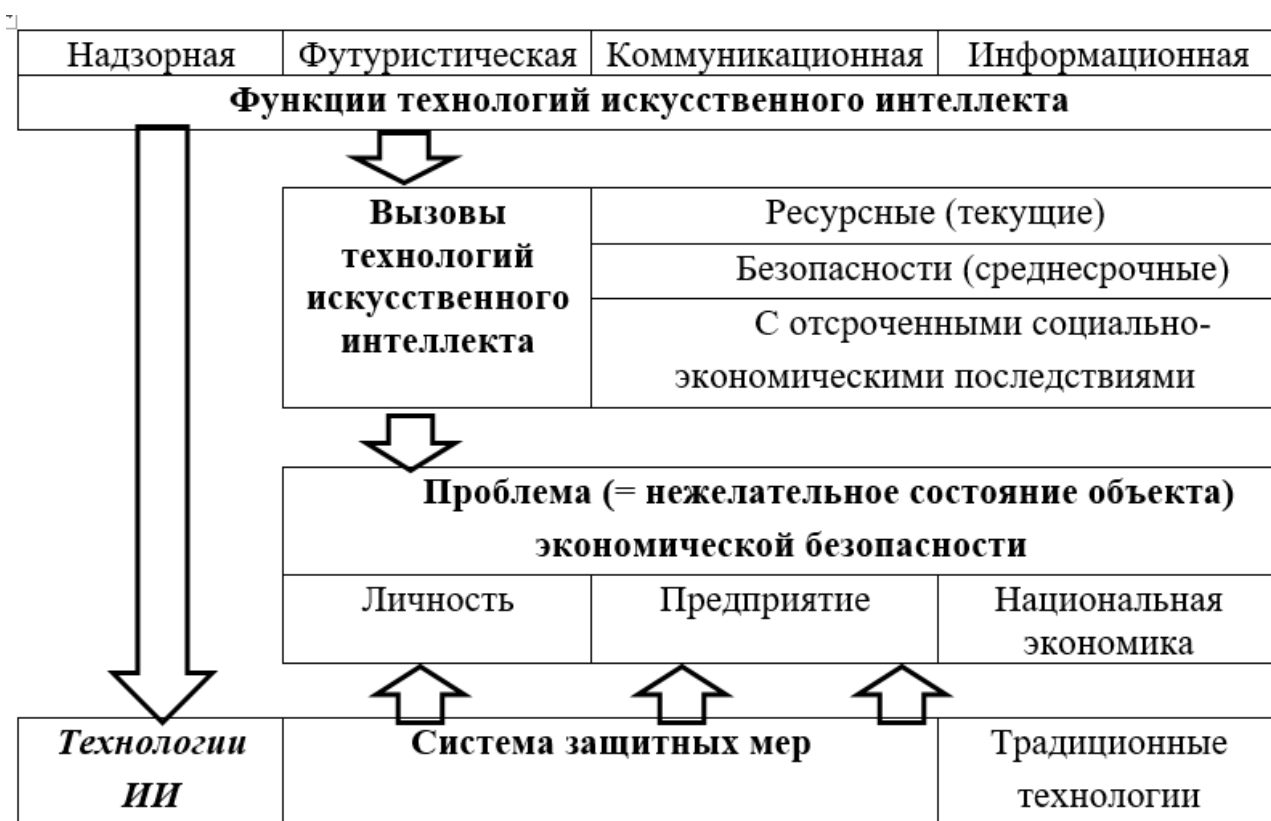 Надзорная Футуристическая Коммуникационная Информационная
Функции технологий искусственного интеллекта
Вызовы
технологий
искусственного
интеллекта
Ресурсные (текущие)
Безопасности (среднесрочные)
С отсроченными социально-
экономическими последствиями
Проблема (= нежелательное состояние объекта)
экономической безопасности
Личность
Предприятие
Национальная
экономика
Технологии
ИИ
Система защитных мер
Традиционные
технологии